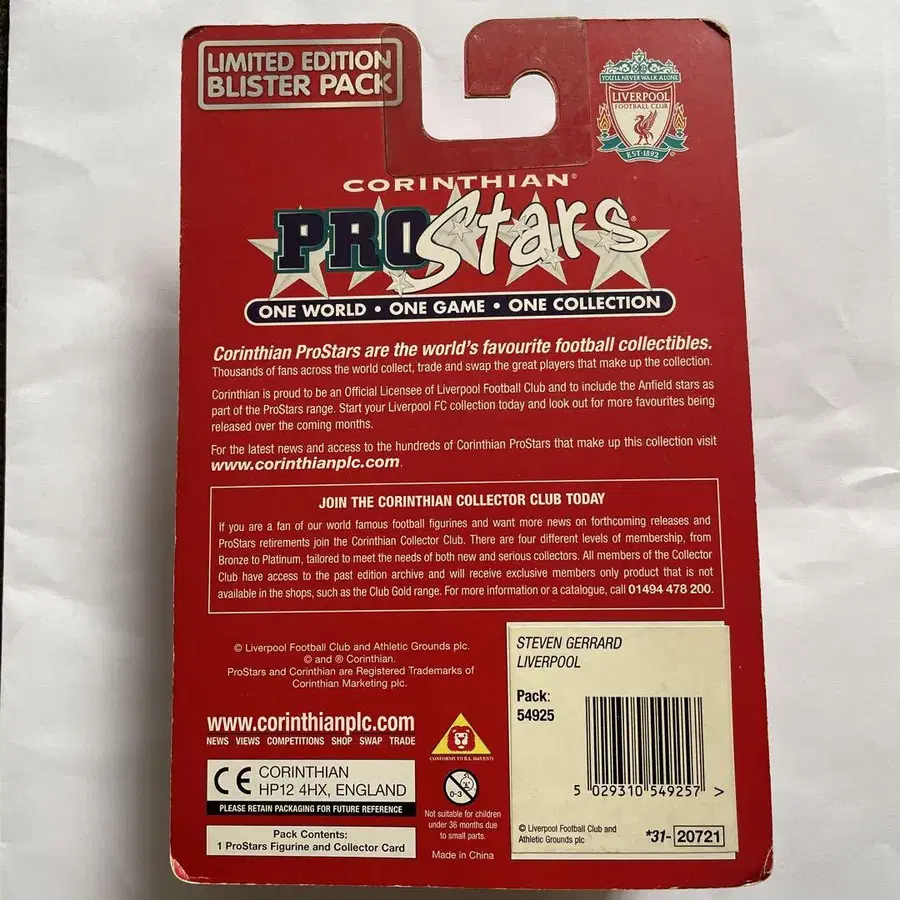 LIMITED EDITION
BLISTER PACK
YOU'LL NEVER WALK ALONE
LIVERPOOL
FOOTBALL CLUB
EST·1892
CORINTHIAN®
PROStars®
ONE WORLD • ONE GAME • ONE COLLECTION
Corinthian ProStars are the world's favourite football collectibles.
Thousands of fans across the world collect, trade and swap the great players that make up the collection.
Corinthian is proud to be an Official Licensee of Liverpool Football Club and to include the Anfield stars as
part of the ProStars range. Start your Liverpool FC collection today and look out for more favourites being
released over the coming months.
For the latest news and access to the hundreds of Corinthian ProStars that make up this collection visit
www.corinthianplc.com.
JOIN THE CORINTHIAN COLLECTOR CLUB TODAY
If you are a fan of our world famous football figurines and want more news on forthcoming releases and
ProStars retirements join the Corinthian Collector Club. There are four different levels of membership, from
Bronze to Platinum, tailored to meet the needs of both new and serious collectors. All members of the Collector
Club have access to the past edition archive and will receive exclusive members only product that is not
available in the shops, such as the Club Gold range. For more information or a catalogue, call 01494 478 200.
© Liverpool Football Club and Athletic Grounds plc.
© and ® Corinthian.
ProStars and Corinthian are Registered Trademarks of
Corinthian Marketing plc.
www.corinthianplc.com
NEWS VIEWS COMPETITIONS SHOP SWAP TRADE
CE CORINTHIAN
HP12 4HX, ENGLAND
PLEASE RETAIN PACKAGING FOR FUTURE REFERENCE
Pack Contents:
1 ProStars Figurine and Collector Card
CONFORMS TO B.S.
0-3
Not suitable for children
under 36 months due
to small parts.
Made in China
STEVEN GERRARD
LIVERPOOL
Pack:
54925
5 029310 549257 >
© Liverpool Football Club and
Athletic Grounds plc
*31- 20721